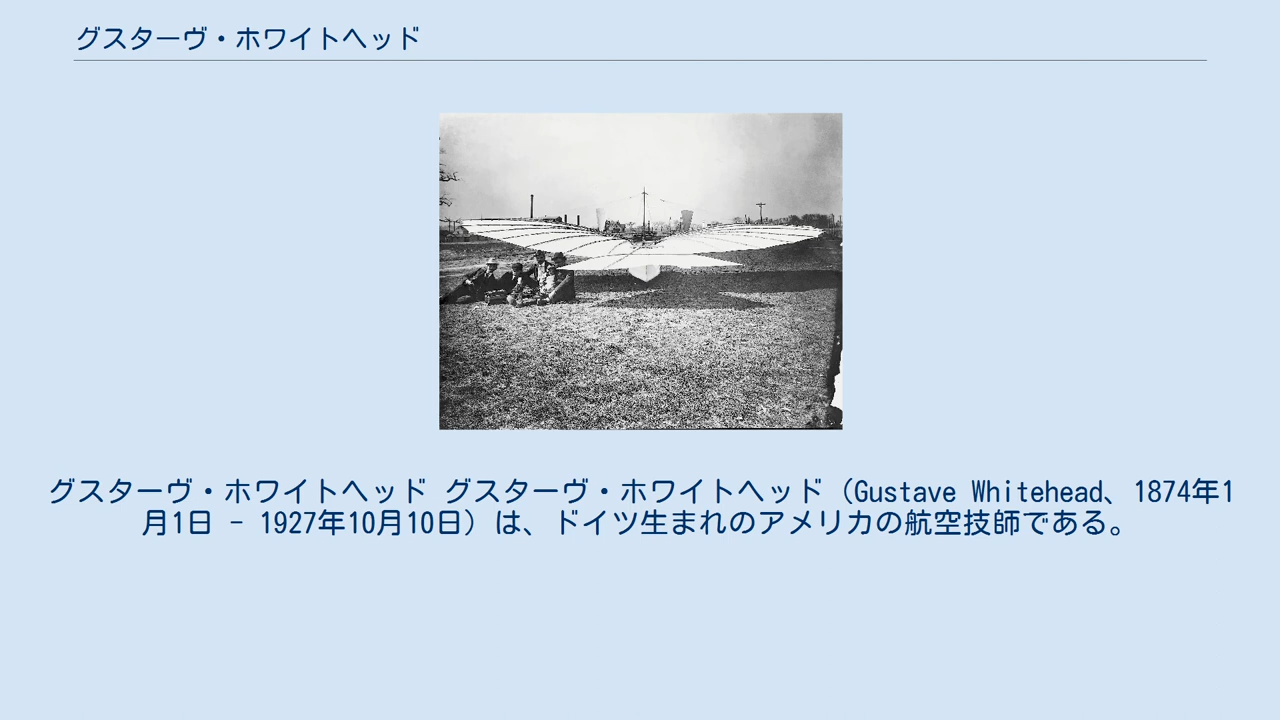 グスターヴ・ホワイトヘッド
グスターヴ・ホワイトヘッド グスターヴ・ホワイトヘッド（Gustave Whitehead、1874年1
月1日 - 1927年10月10日）は、ドイツ生まれのアメリカの航空技師である。